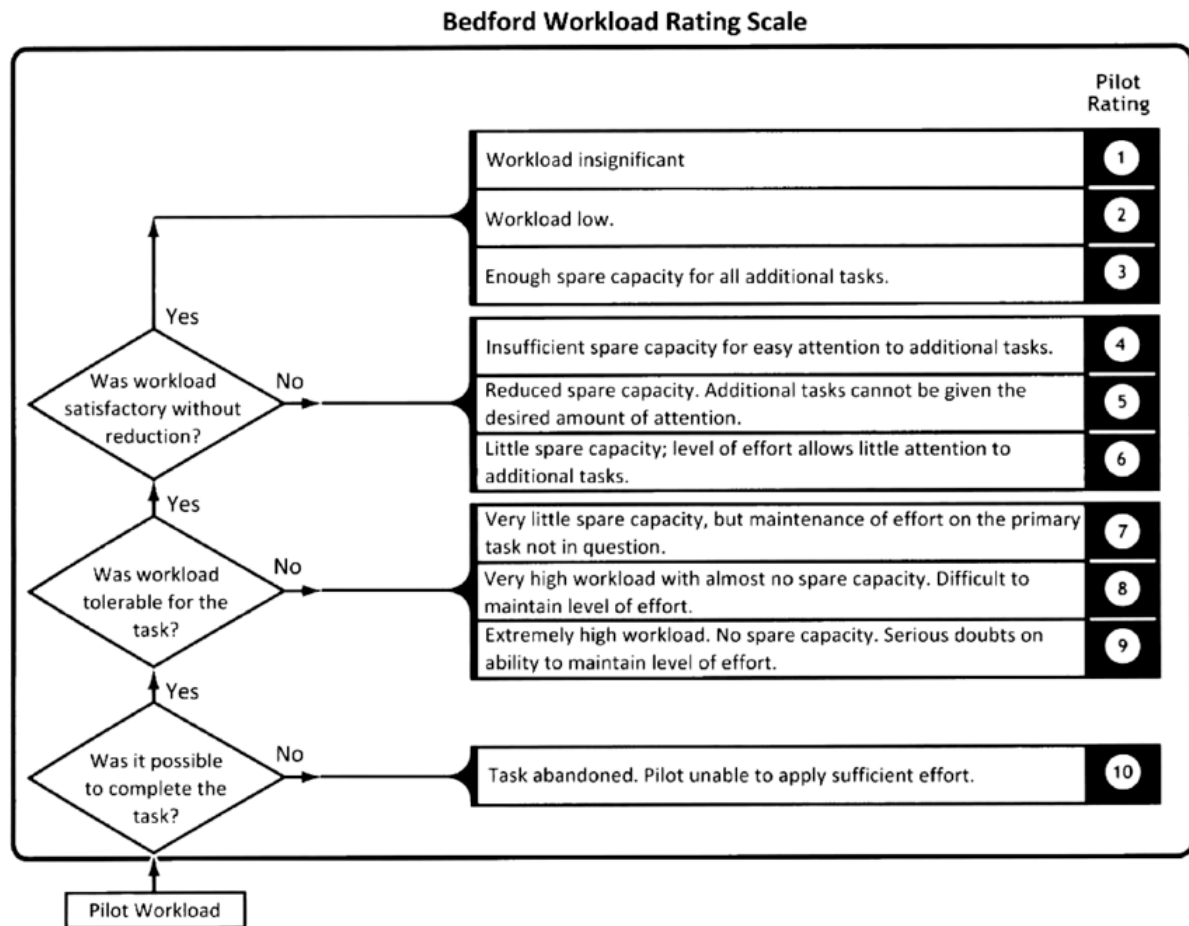 Bedford Workload Rating Scale
Pilot
Rating
Workload insignificant
1
Workload low.
2
Enough spare capacity for all additional tasks.
3
Yes
Was workload
satisfactory without
reduction?
No
Insufficient spare capacity for easy attention to additional tasks.
4
Reduced spare capacity. Additional tasks cannot be given the
desired amount of attention.
5
Little spare capacity; level of effort allows little attention to
additional tasks.
6
Yes
Was workload
tolerable for the
task?
No
Very little spare capacity, but maintenance of effort on the primary
task not in question.
7
Very high workload with almost no spare capacity. Difficult to
maintain level of effort.
8
Extremely high workload. No spare capacity. Serious doubts on
ability to maintain level of effort.
9
Yes
Was it possible
to complete the
task?
No
Task abandoned. Pilot unable to apply sufficient effort.
10
Pilot Workload